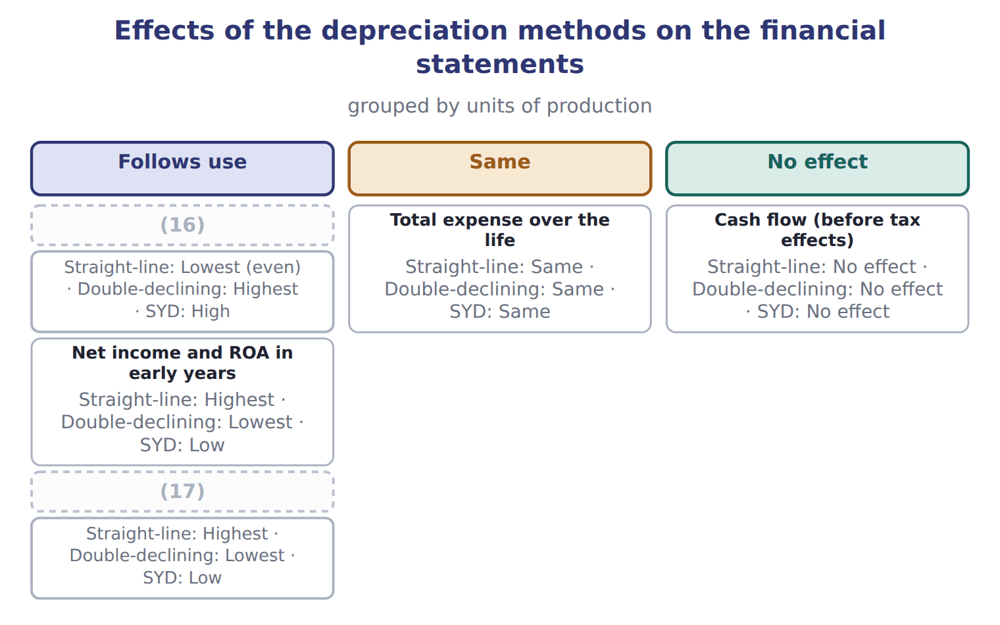 Effects of the depreciation methods on the financial
statements
grouped by units of production
Follows use
(16)
Straight-line: Lowest (even)
· Double-declining: Highest
· SYD: High
Net income and ROA in
early years
Straight-line: Highest ·
Double-declining: Lowest ·
SYD: Low
(17)
Straight-line: Highest ·
Double-declining: Lowest ·
SYD: Low
Same
Total expense over the
life
Straight-line: Same ·
Double-declining: Same ·
SYD: Same
No effect
Cash flow (before tax
effects)
Straight-line: No effect ·
Double-declining: No effect
· SYD: No effect